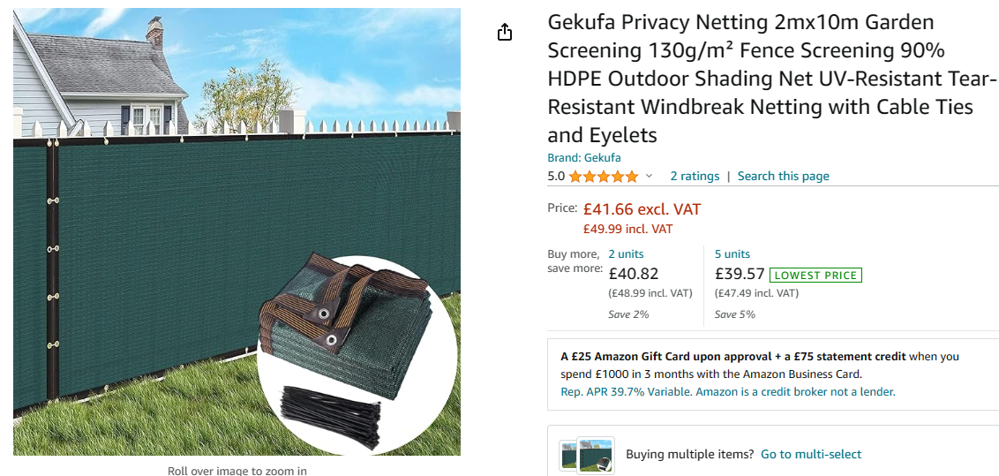 Gekufa Privacy Netting 2mx10m Garden
Screening 130g/m² Fence Screening 90%
HDPE Outdoor Shading Net UV-Resistant Tear-
Resistant Windbreak Netting with Cable Ties
and Eyelets
Brand: Gekufa
5.0 2 ratings | Search this page
Price: £41.66 excl. VAT
£49.99 incl. VAT
Buy more, save more:
2 units
£40.82
(£48.99 incl. VAT)
Save 2%
5 units
£39.57 LOWEST PRICE
(£47.49 incl. VAT)
Save 5%
A £25 Amazon Gift Card upon approval + a £75 statement credit when you
spend £1000 in 3 months with the Amazon Business Card.
Rep. APR 39.7% Variable. Amazon is a credit broker not a lender.
Buying multiple items? Go to multi-select
Roll over image to zoom in